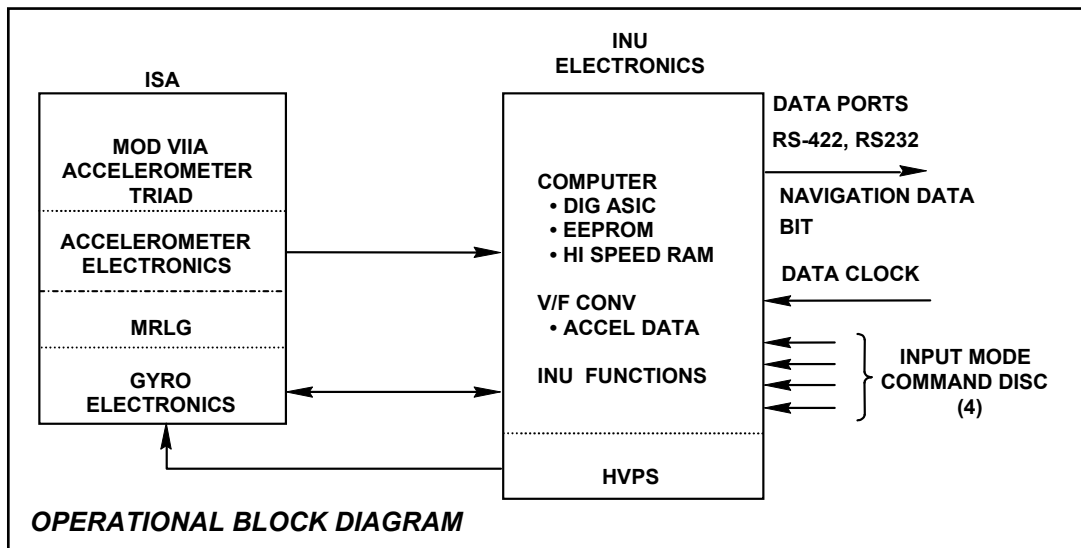 ISA
MOD VIIA
ACCELEROMETER
TRIAD
ACCELEROMETER
ELECTRONICS
MRLG
GYRO
ELECTRONICS
INU
ELECTRONICS
COMPUTER
• DIG ASIC
• EEPROM
• HI SPEED RAM
V/F CONV
• ACCEL DATA
INU FUNCTIONS
HVPS
DATA PORTS
RS-422, RS232
NAVIGATION DATA
BIT
DATA CLOCK
INPUT MODE
COMMAND DISC
(4)
OPERATIONAL BLOCK DIAGRAM